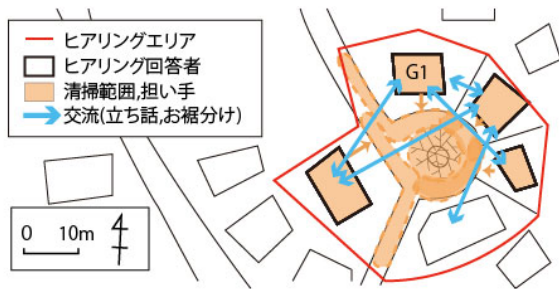 ヒアリングエリア
ヒアリング回答者
清掃範囲,担い手
交流(立ち話,お裾分け)
G1
0 10m